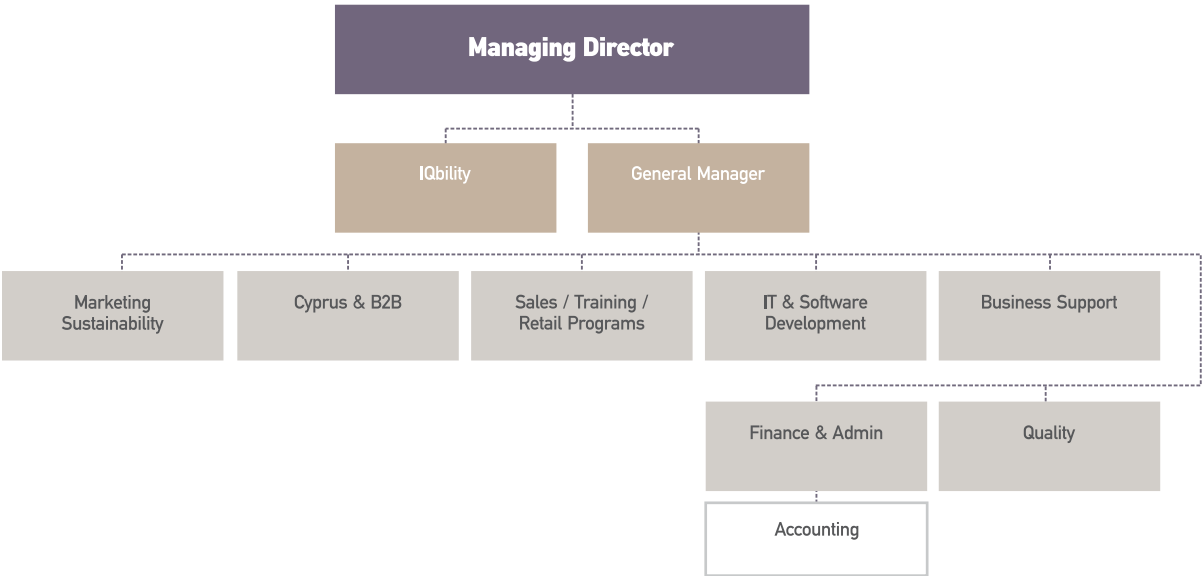 Managing Director
IQbility
General Manager
Marketing
Sustainability
Cyprus & B2B
Sales / Training /
Retail Programs
IT & Software
Development
Business Support
Finance & Admin
Quality
Accounting